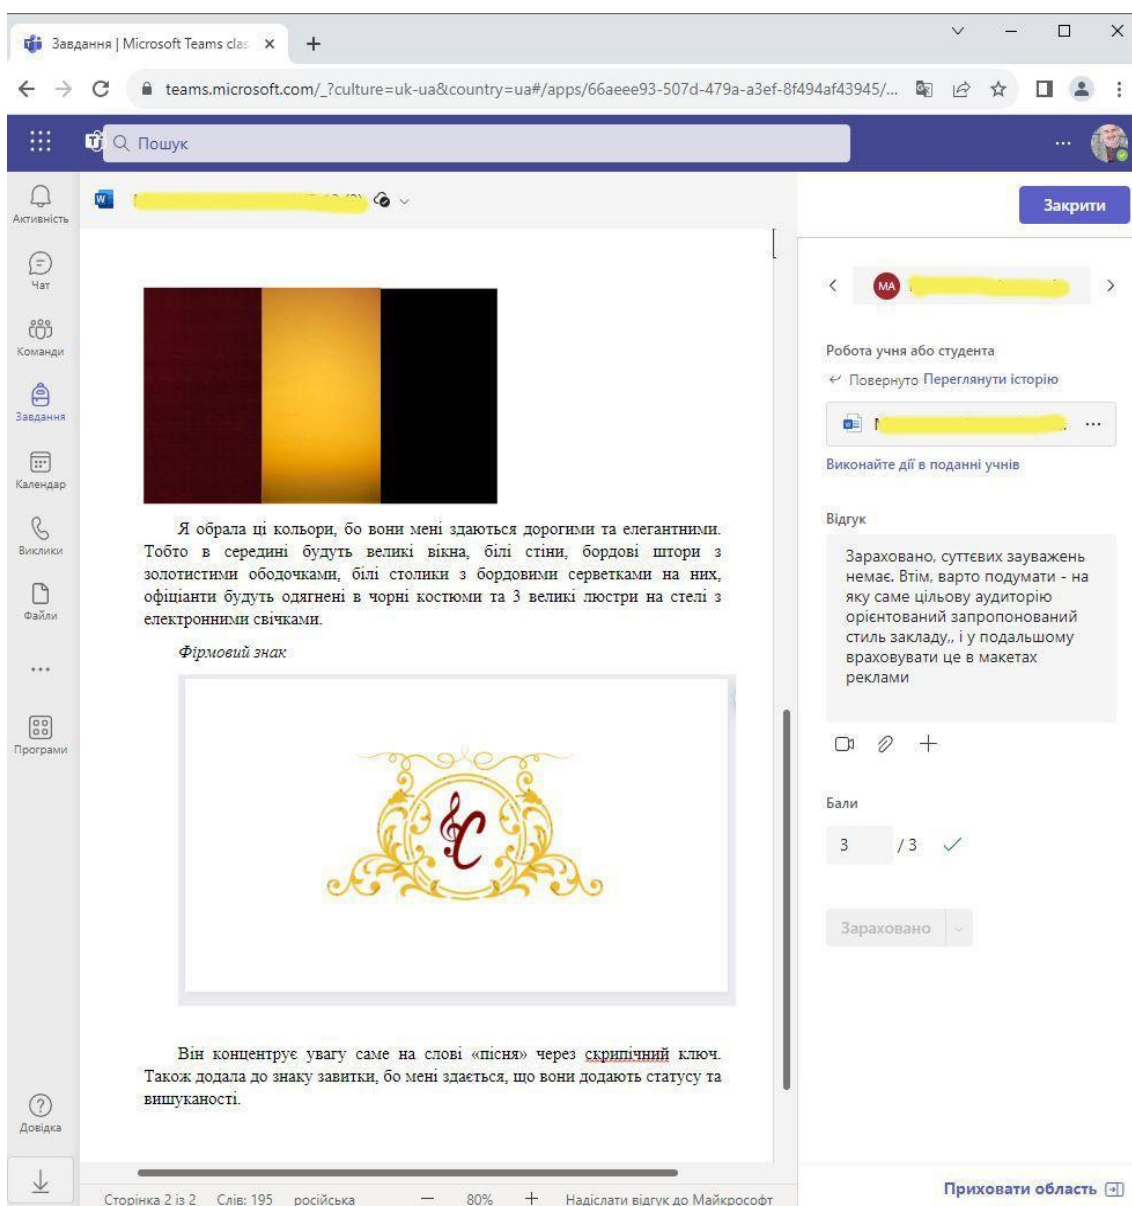 Завдання | Microsoft Teams clas
teams.microsoft.com/_?culture=uk-ua&country=ua#/apps/66aeee93-507d-479a-a3ef-8f494af43945/...
Пошук
Активність
Чат
Команди
Завдання
Календар
Виклики
Файли
Програми
Довідка
Я обрала ці кольори, бо вони мені здаються дорогими та елегантними.
Тобто в середині будуть великі вікна, білі стіни, бордові штори з
золотистими ободочками, білі столики з бордовими серветками на них,
офіціанти будуть одягнені в чорні костюми та 3 великі люстри на стелі з
електронними свічками.
Фірмовий знак
С
Він концентрує увагу саме на слові «пісня» через скрипічний ключ.
Також додала до знаку завитки, бо мені здається, що вони додають статусу та
вишуканості.
Сторінка 2 із 2 Слів: 195 російська 80% Надіслати відгук до Майкрософт
Закрити
МА
Робота учня або студента
Повернуто Переглянути історію
Виконайте дії в поданні учнів
Відгук
Зараховано, суттєвих зауважень
немає. Втім, варто подумати - на
яку саме цільову аудиторію
орієнтований запропонований
стиль закладу,, і у подальшому
враховувати це в макетах
реклами
Бали
3 / 3
Зараховано
Приховати область